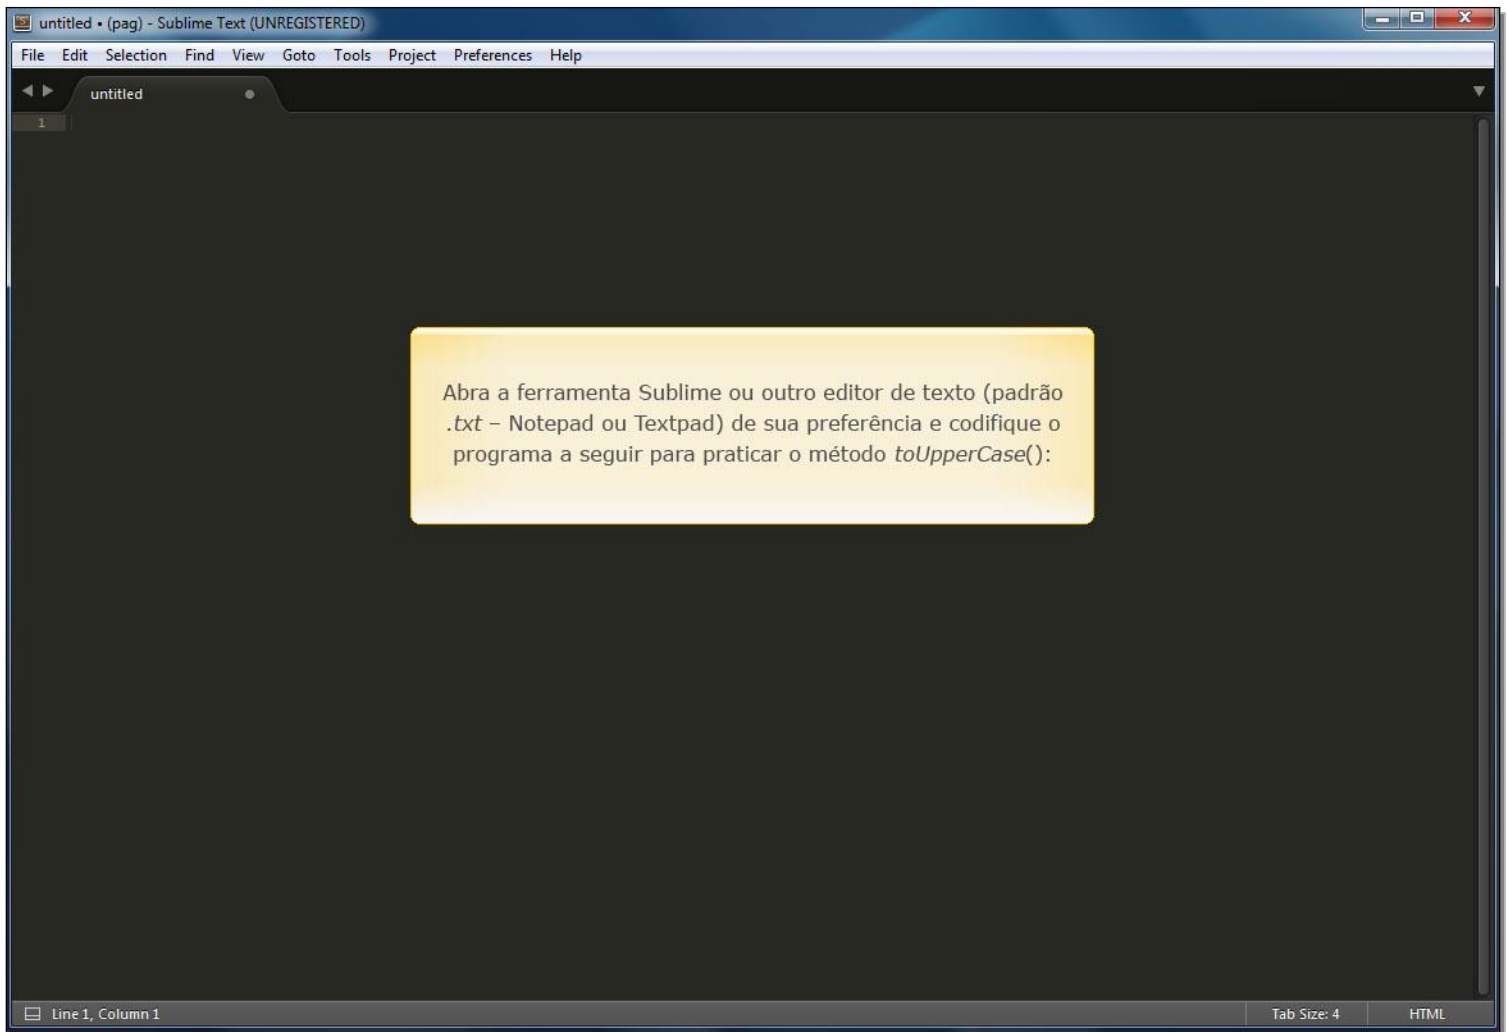 untitled • (pag) - Sublime Text (UNREGISTERED)
File Edit Selection Find View Goto Tools Project Preferences Help
untitled
1
Abra a ferramenta Sublime ou outro editor de texto (padrão
.txt – Notepad ou Textpad) de sua preferência e codifique o
programa a seguir para praticar o método toUpperCase():
Line 1, Column 1 Tab Size: 4 HTML